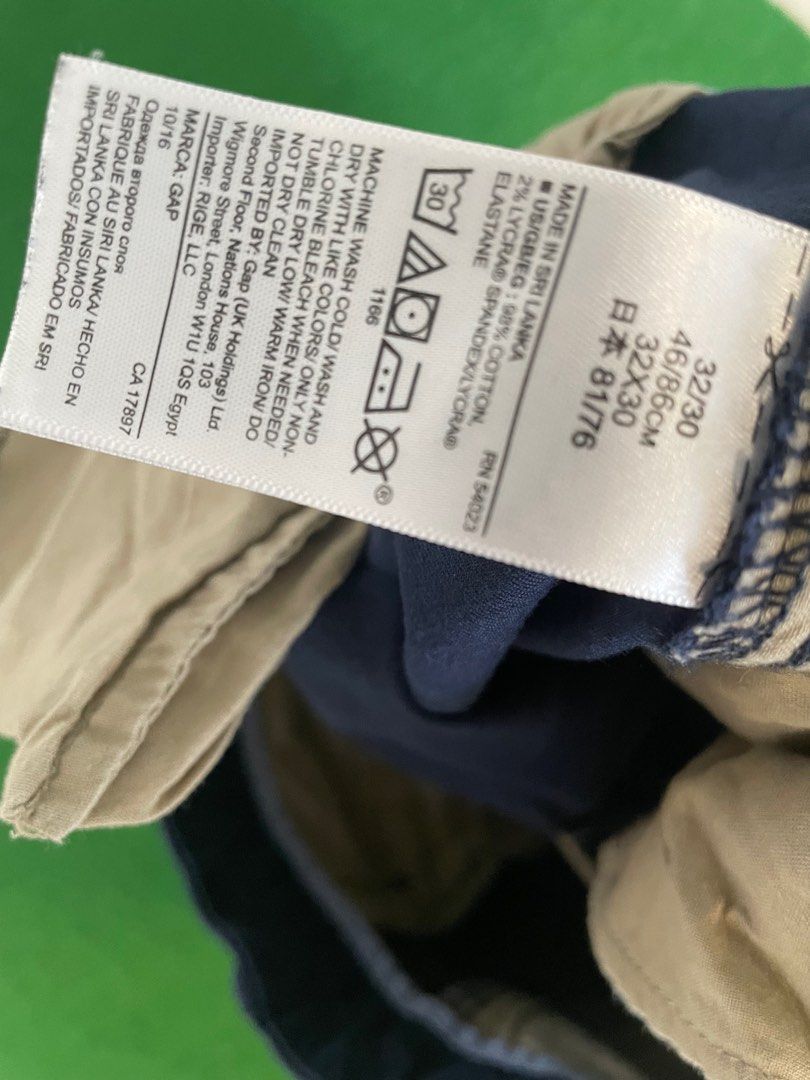 32/30
46/86CM
32X30
日本 81/76
RN 54023
MADE IN SRI LANKA
■ US/GB/EG : 98% COTTON,
2% LYCRA® SPANDEX/LYCRA®
ELASTANE
30
®
1166
MACHINE WASH COLD/ WASH AND
DRY WITH LIKE COLORS/ ONLY NON-
CHLORINE BLEACH WHEN NEEDED/
TUMBLE DRY LOW/ WARM IRON/ DO
NOT DRY CLEAN
IMPORTED BY: Gap (UK Holdings) Ltd.
Second Floor, Nations House, 103
Wigmore Street, London W1U 1QS Egypt
Importer: RIGE, LLC
MARCA: GAP
10/16
CA 17897
Одежда второго слоя
FABRIQUE AU SRI LANKA/ HECHO EN
SRI LANKA CON INSUMOS
IMPORTADOS/ FABRICADO EM SRI